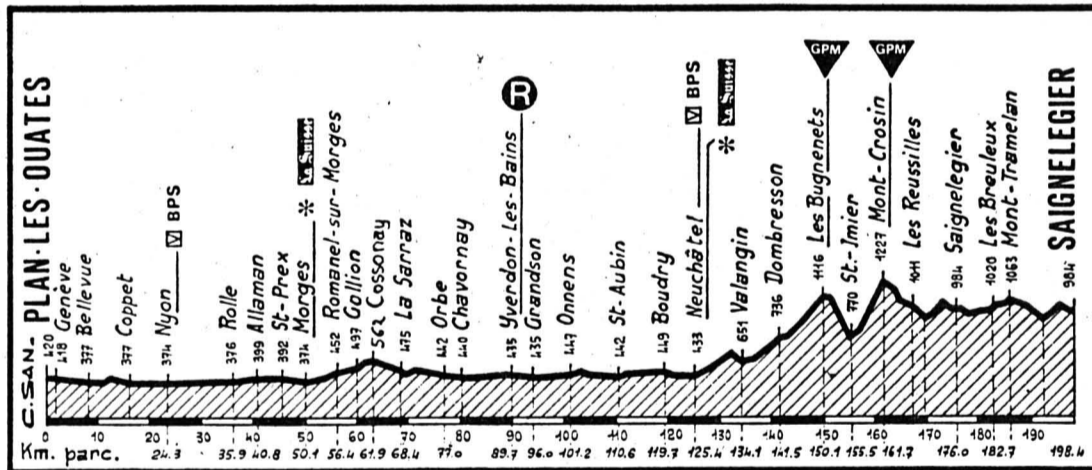 C.SAN-
PLAN-LES-OUATES
420
418 Genève
377 Bellevue
377 Coppet
374 Nyon
V BPS
376 Rolle
399 Allaman
392 St-Prex
374 Morges
* La Suisse
452 Romanel-sur-Morges
497 Gollion
562 Cossonay
475 La Sarraz
442 Orbe
440 Chavornay
435 Yverdon-Les-Bains
R
435 Grandson
447 Onnens
442 St-Aubin
449 Boudry
433 Neuchâtel
V BPS
* La Suisse
651 Valangin
736 Dombresson
1116 Les Bugnenets
GPM
770 St.-Imier
1227 Mont-Crosin
GPM
1011 Les Reussilles
984 Saignelegier
1020 Les Breuleux
1063 Mont-Tramelan
984 SAIGNELEGIER
0 10 20 30 40 50 60 70 80 90 100 110 120 130 140 150 160 170 180 190
Km. parc. 24.3 35.9 40.8 50.1 56.4 61.9 68.4 77.0 89.7 96.0 101.2 110.6 119.7 125.4 134.1 141.5 150.1 155.5 161.7 176.0 182.7 198.4